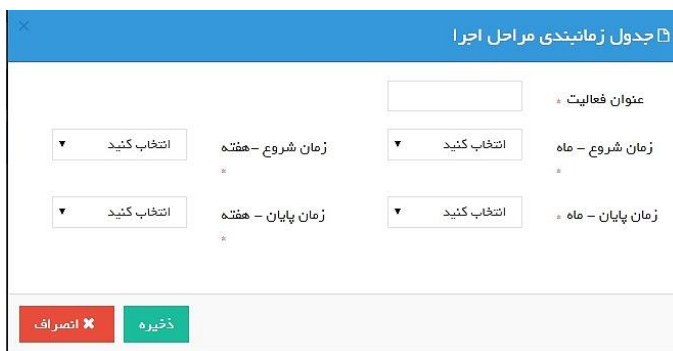 جدول زمانبندی مراحل اجرا
عنوان فعالیت *
زمان شروع – ماه * انتخاب کنید زمان شروع –هفته * انتخاب کنید
زمان پایان – ماه * انتخاب کنید زمان پایان – هفته * انتخاب کنید
ذخیره انصراف